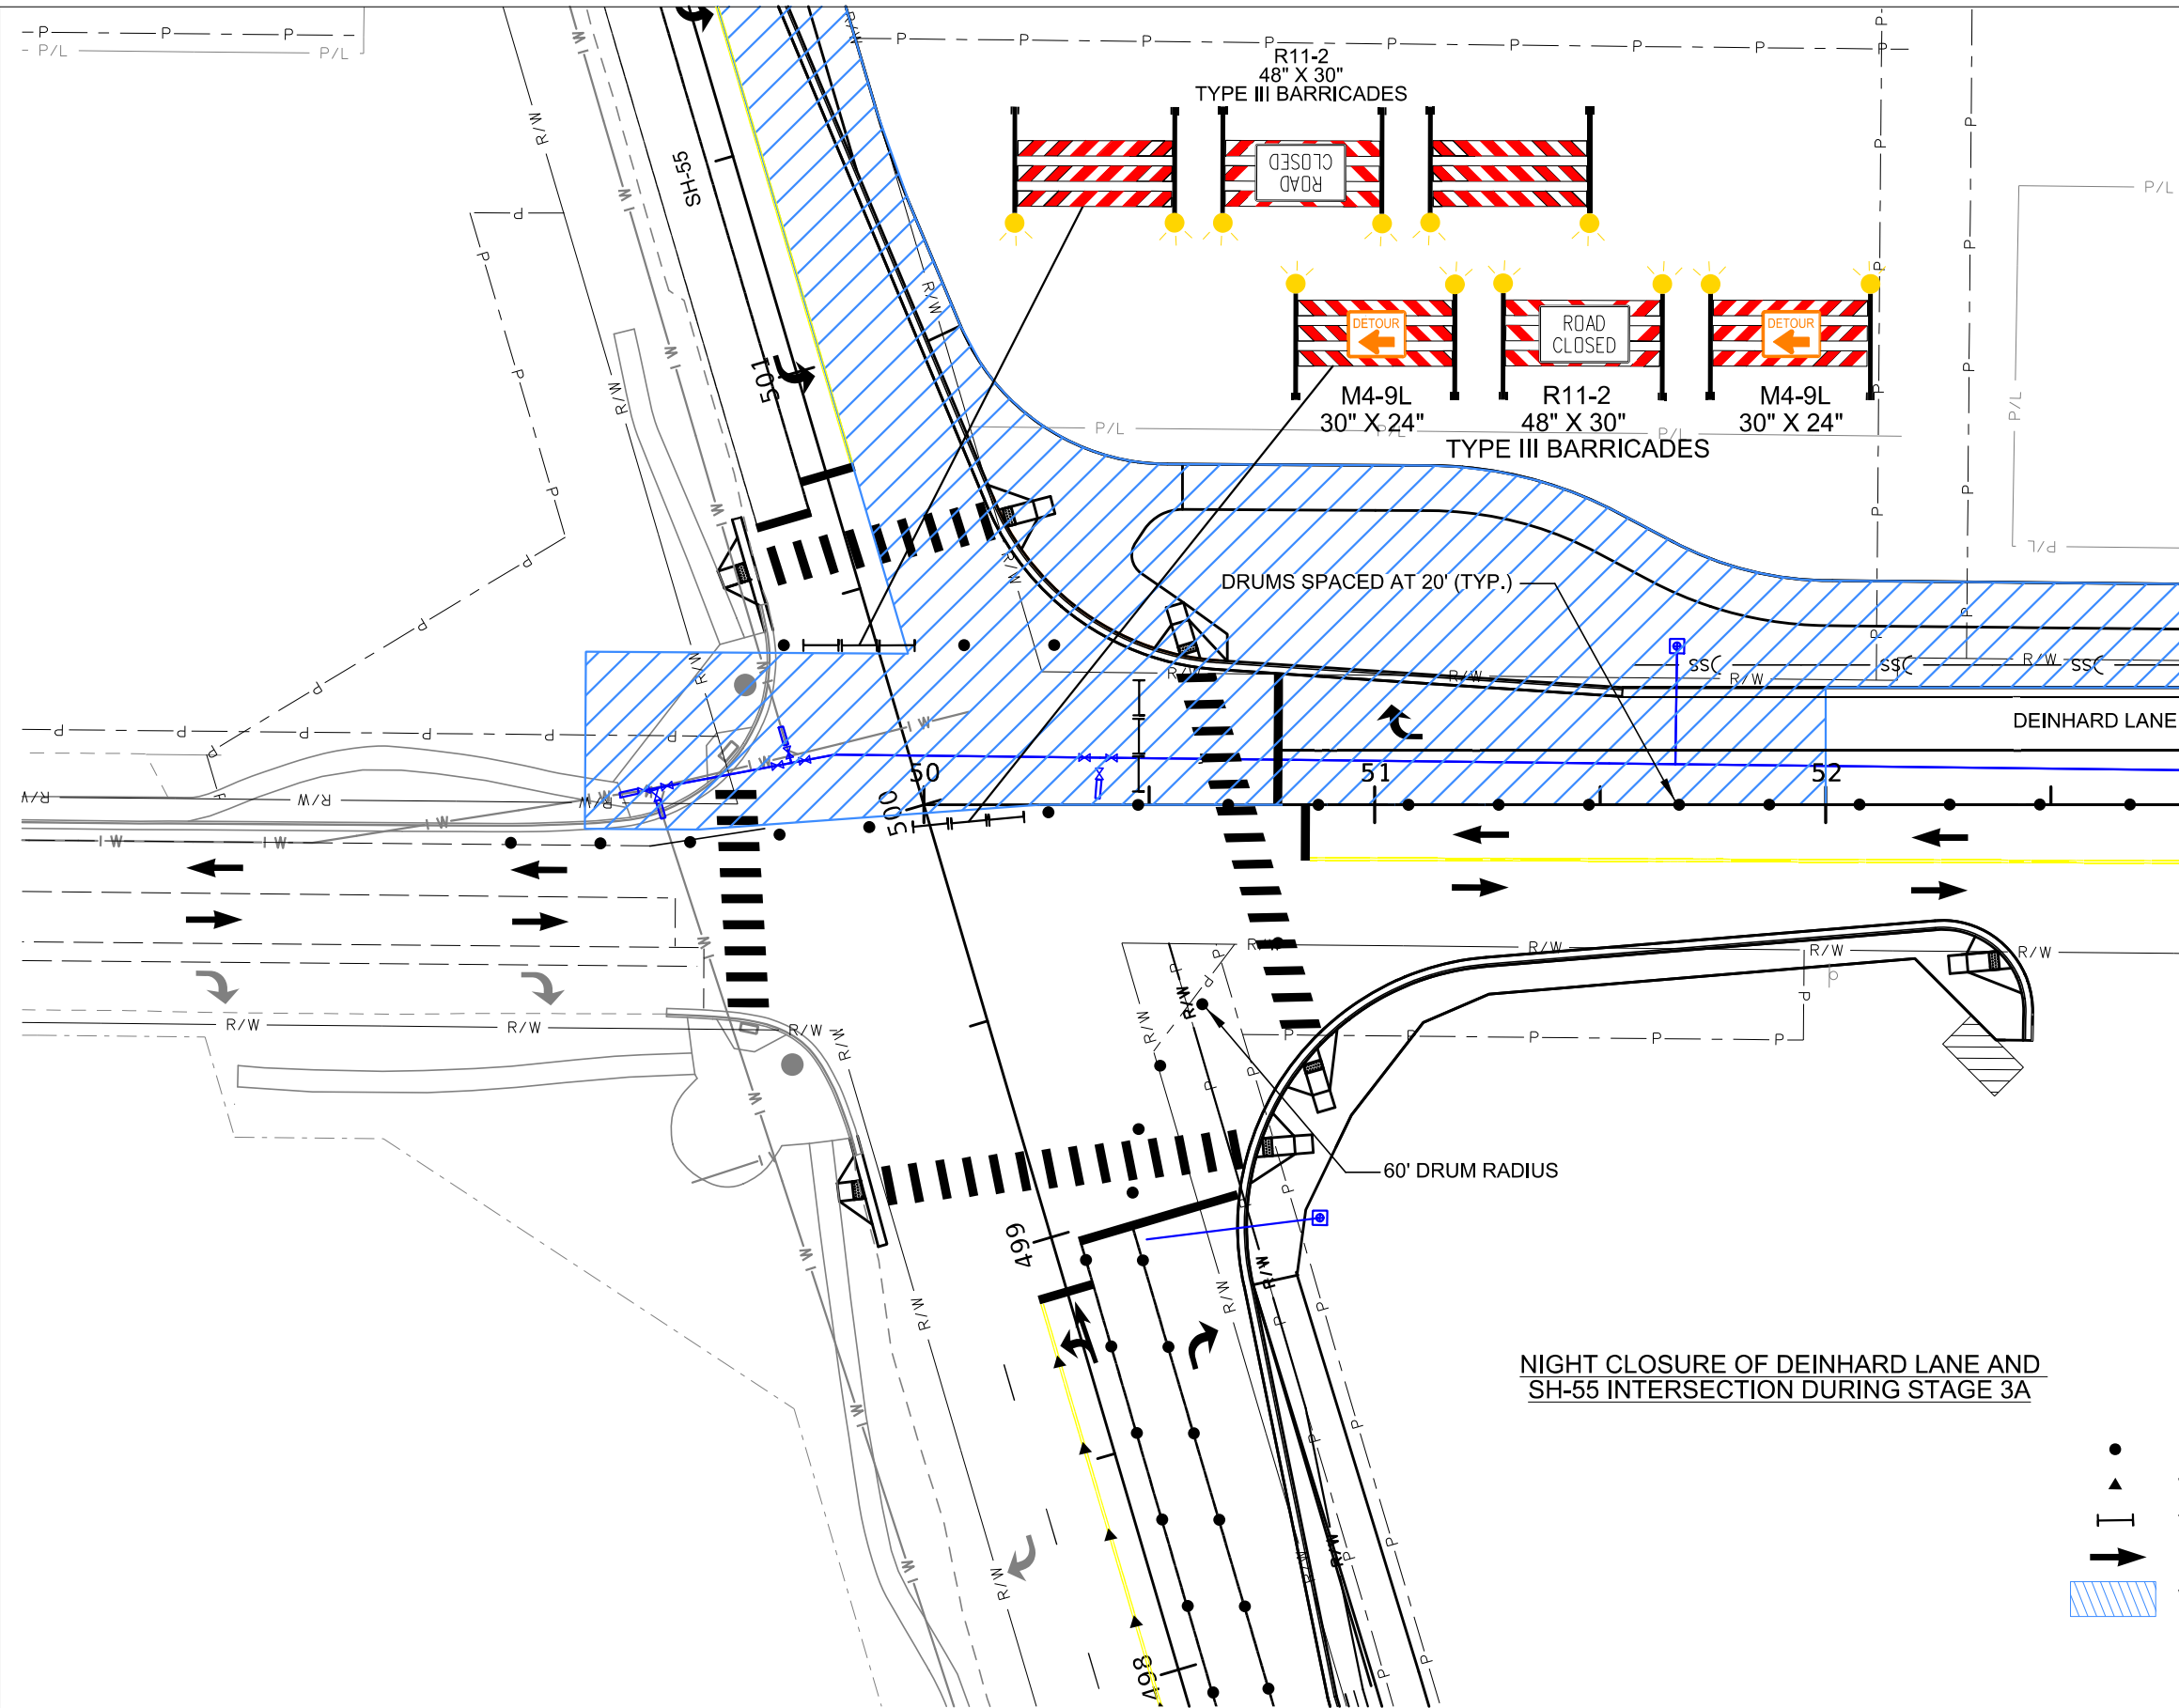 R11-2
48" X 30"
TYPE III BARRICADES
ROAD
CLOSED
DETOUR
ROAD
CLOSED
DETOUR
M4-9L
30" X 24"
R11-2
48" X 30"
M4-9L
30" X 24"
TYPE III BARRICADES
SH-55
501
DRUMS SPACED AT 20' (TYP.)
DEINHARD LANE
50
51
52
500
499
498
60' DRUM RADIUS
NIGHT CLOSURE OF DEINHARD LANE AND
SH-55 INTERSECTION DURING STAGE 3A
P/L
P/L
P/L
P/L
P/L
P/L
P/L
P/L
R/W
R/W
R/W
R/W
R/W
R/W
R/W
R/W
R/W
R/W
R/W
R/W
SS
SS
SS
W
W
W
P
P
P
P
P
P